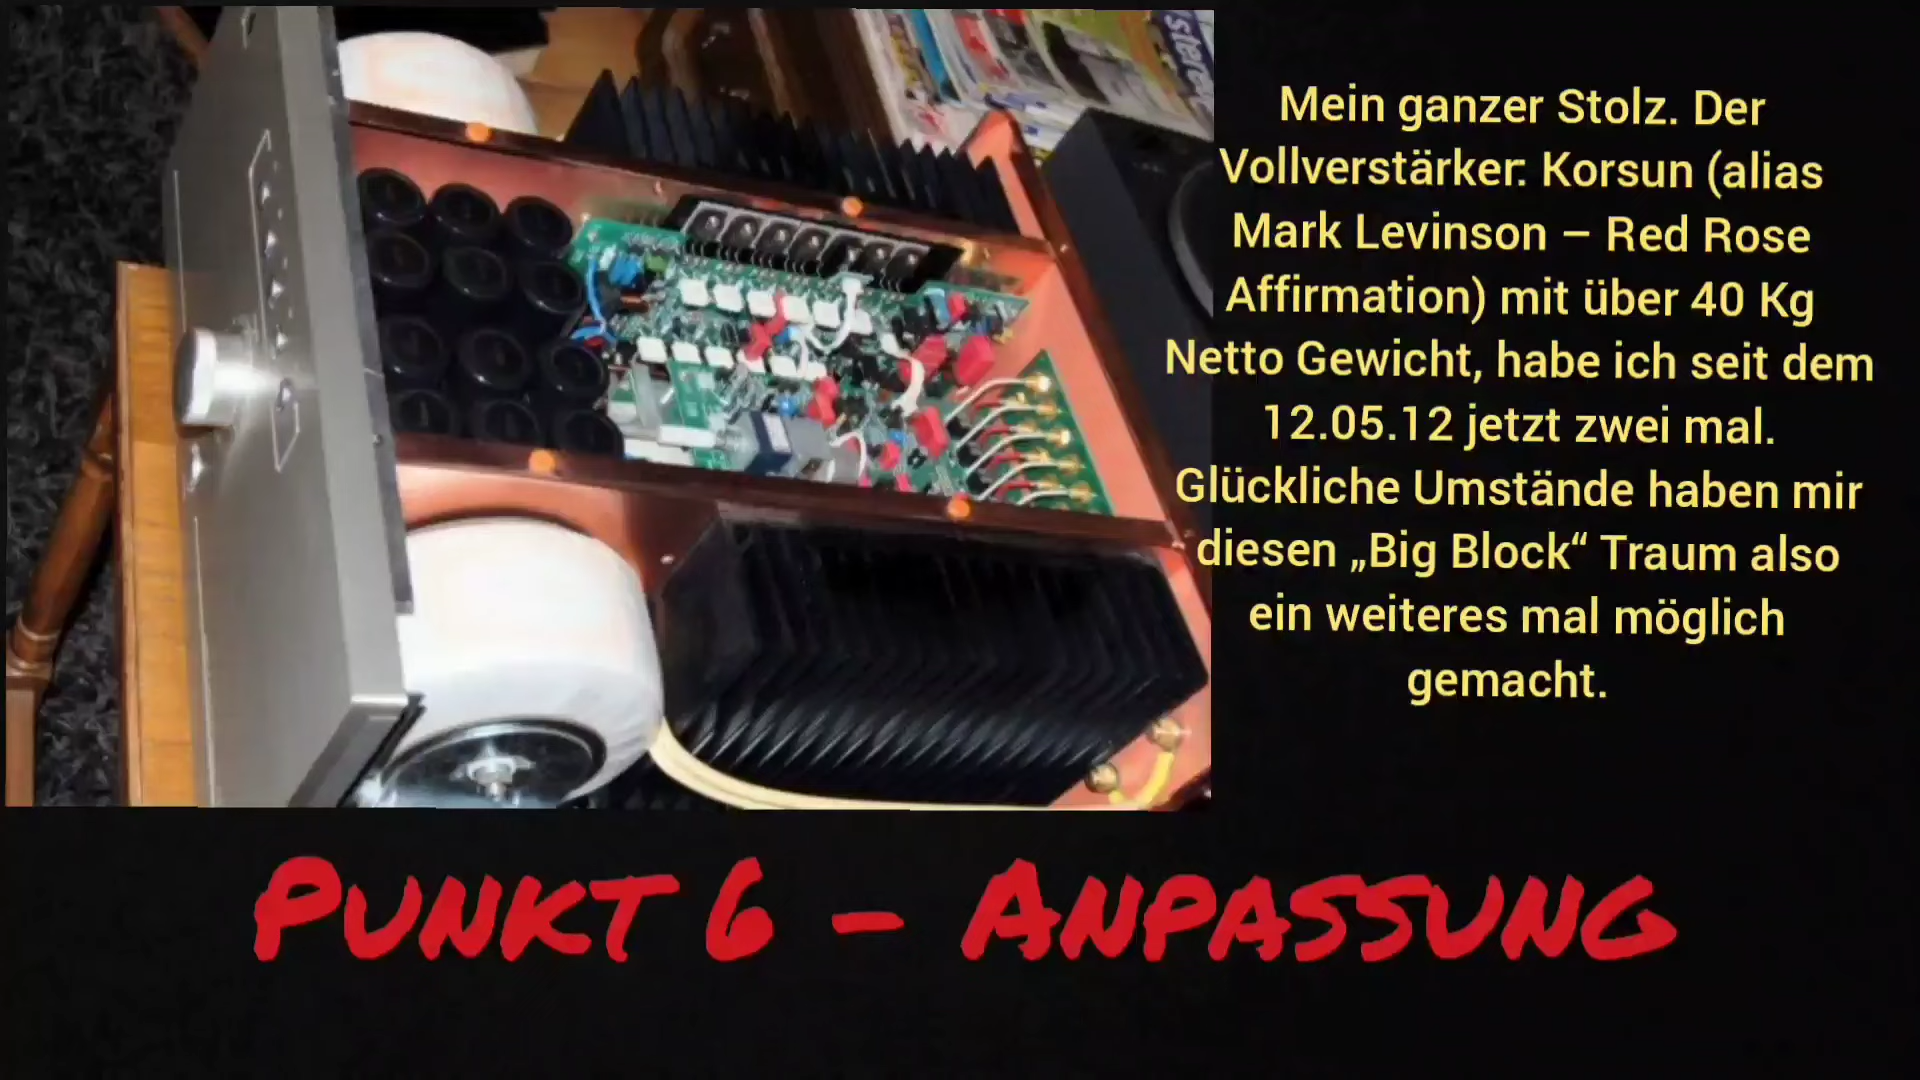 Mein ganzer Stolz. Der
Vollverstärker: Korsun (alias
Mark Levinson – Red Rose
Affirmation) mit über 40 Kg
Netto Gewicht, habe ich seit dem
12.05.12 jetzt zwei mal.
Glückliche Umstände haben mir
diesen „Big Block“ Traum also
ein weiteres mal möglich
gemacht.
Punkt 6 – Anpassung